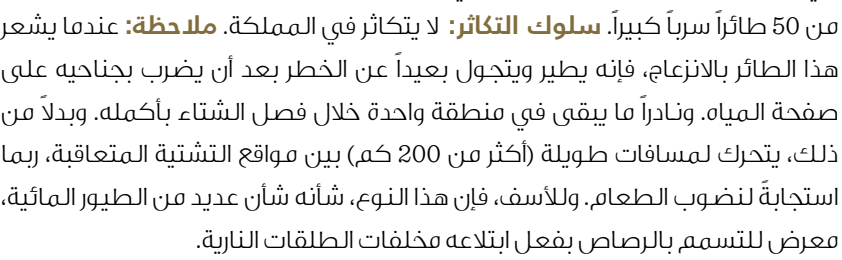 من 50 طائراً سرباً كبيراً. سلوك التكاثر: لا يتكاثر في المملكة. ملاحظة: عندما يشعر
هذا الطائر بالانزعاج، فإنه يطير ويتجول بعيداً عن الخطر بعد أن يضرب بجناحيه على
صفحة المياه. ونادراً ما يبقى في منطقة واحدة خلال فصل الشتاء بأكمله. وبدلاً من
ذلك، يتحرك لمسافات طويلة (أكثر من 200 كم) بين مواقع التشتية المتعاقبة، ربما
استجابةً لنضوب الطعام. وللأسف، فإن هذا النوع، شأنه شأن عديد من الطيور المائية،
معرض للتسمم بالرصاص بفعل ابتلاعه مخلفات الطلقات النارية.